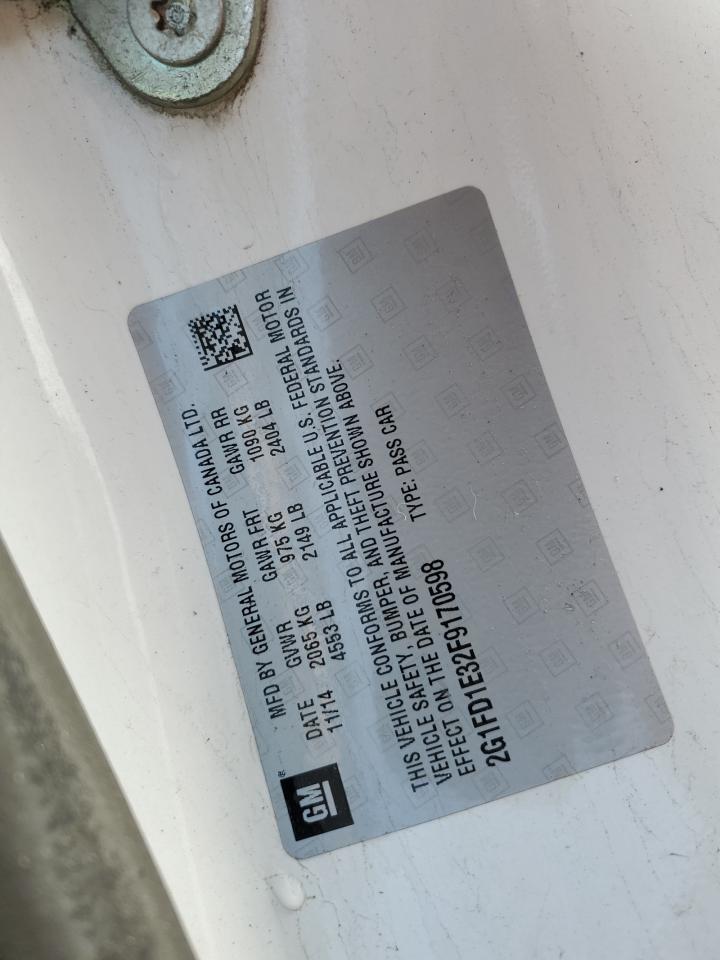 GM
MFD BY GENERAL MOTORS OF CANADA LTD.
DATE GVWR GAWR FRT GAWR RR
11/14 2065 KG 975 KG 1090 KG
4553 LB 2149 LB 2404 LB
THIS VEHICLE CONFORMS TO ALL APPLICABLE U.S. FEDERAL MOTOR
VEHICLE SAFETY, BUMPER, AND THEFT PREVENTION STANDARDS IN
EFFECT ON THE DATE OF MANUFACTURE SHOWN ABOVE.
2G1FD1E32F9170598 TYPE: PASS CAR